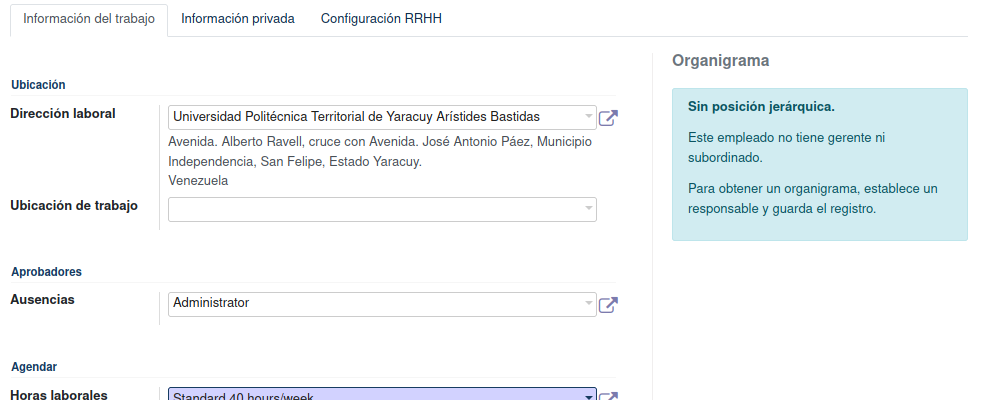 Información del trabajo
Información privada
Configuración RRHH
Ubicación
Dirección laboral
Universidad Politécnica Territorial de Yaracuy Arístides Bastidas
Avenida. Alberto Ravell, cruce con Avenida. José Antonio Páez, Municipio
Independencia, San Felipe, Estado Yaracuy.
Venezuela
Ubicación de trabajo
Aprobadores
Ausencias
Administrator
Agendar
Horas laborales
Standard 40 hours/week
Organigrama
Sin posición jerárquica.
Este empleado no tiene gerente ni
subordinado.
Para obtener un organigrama, establece un
responsable y guarda el registro.